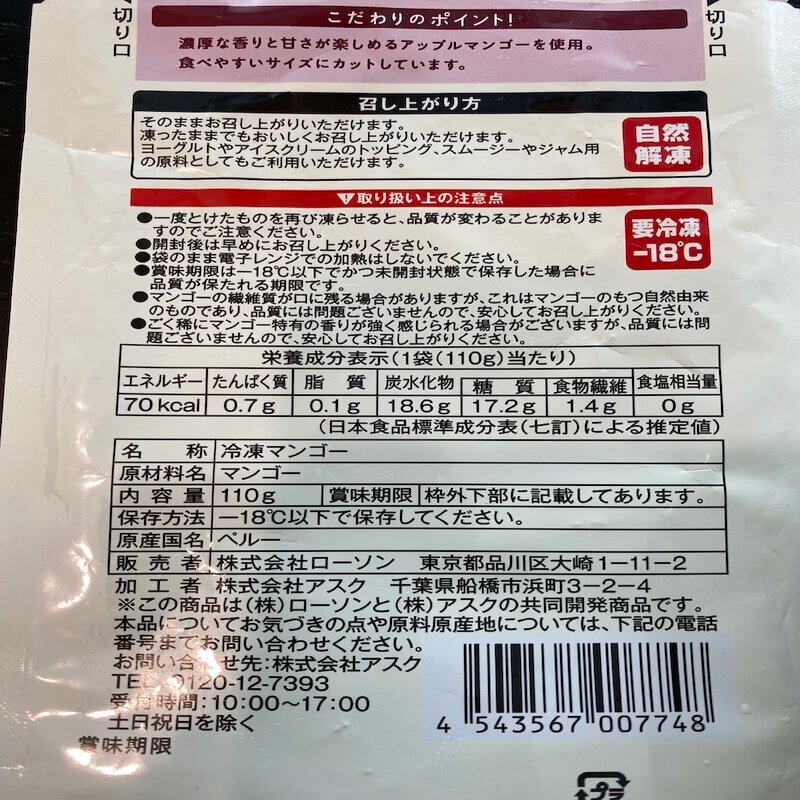 切り口
切り口
こだわりのポイント!
濃厚な香りと甘さが楽しめるアップルマンゴーを使用。
食べやすいサイズにカットしています。
召し上がり方
そのままお召し上がりいただけます。
凍ったままでもおいしくお召し上がりいただけます。
ヨーグルトやアイスクリームのトッピング、スムージーやジャム用
の原料としてもご利用いただけます。
自然
解凍
取り扱い上の注意点
●一度とけたものを再び凍らせると、品質が変わることがありま
すのでご注意ください。
●開封後は早めにお召し上がりください。
●袋のまま電子レンジでの加熱はしないでください。
●賞味期限は−18℃以下でかつ未開封状態で保存した場合に
品質が保たれる期限です。
要冷凍
−18℃
●マンゴーの繊維質が口に残る場合がありますが、これはマンゴーのもつ自然由来
のものであり、品質には問題ございませんので、安心してお召し上がりください。
●ごく稀にマンゴー特有の香りが強く感じられる場合がございますが、品質には問
題ございませんので、安心してお召し上がりください。
栄養成分表示(1袋(110g)当たり)
エネルギー たんぱく質 脂質 炭水化物 糖質 食物繊維 食塩相当量
70kcal 0.7g 0.1g 18.6g 17.2g 1.4g 0g
(日本食品標準成分表(七訂)による推定値)
名称 冷凍マンゴー
原材料名 マンゴー
内容量 110g 賞味期限 枠外下部に記載してあります。
保存方法 −18℃以下で保存してください。
原産国名 ペルー
販売者 株式会社ローソン 東京都品川区大崎1−11−2
加工者 株式会社アスク 千葉県船橋市浜町3−2−4
※この商品は(株)ローソンと(株)アスクの共同開発商品です。
本品についてお気づきの点や原料原産地については、下記の電話
番号までお問い合わせください。
お問い合わせ先:株式会社アスク
TEL 0120-12-7393
受付時間:10:00〜17:00
土日祝日を除く
賞味期限
4 543567 007748
プラ